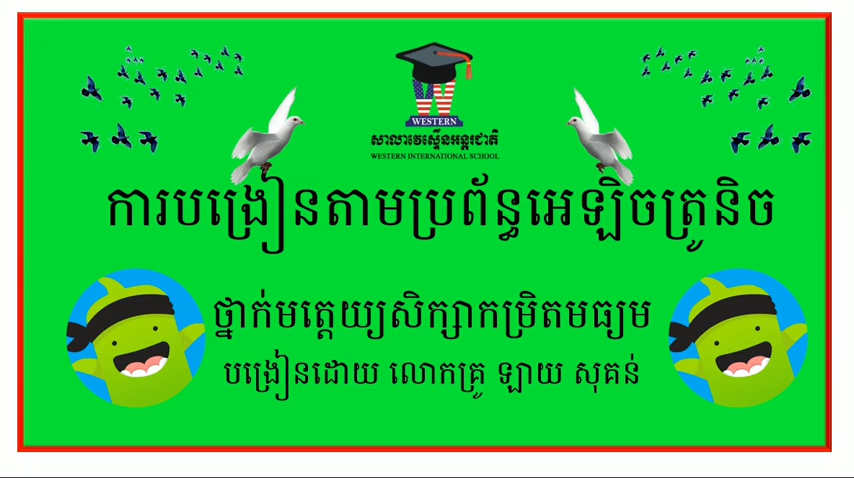 WESTERN
សាលាវេស្ទើនអន្តរជាតិ
WESTERN INTERNATIONAL SCHOOL
ការបង្រៀនតាមប្រព័ន្ធអេឡិចត្រូនិច
ថ្នាក់មត្តេយ្យសិក្សាកម្រិតមធ្យម
បង្រៀនដោយ លោកគ្រូ ឡាយ សុគន់